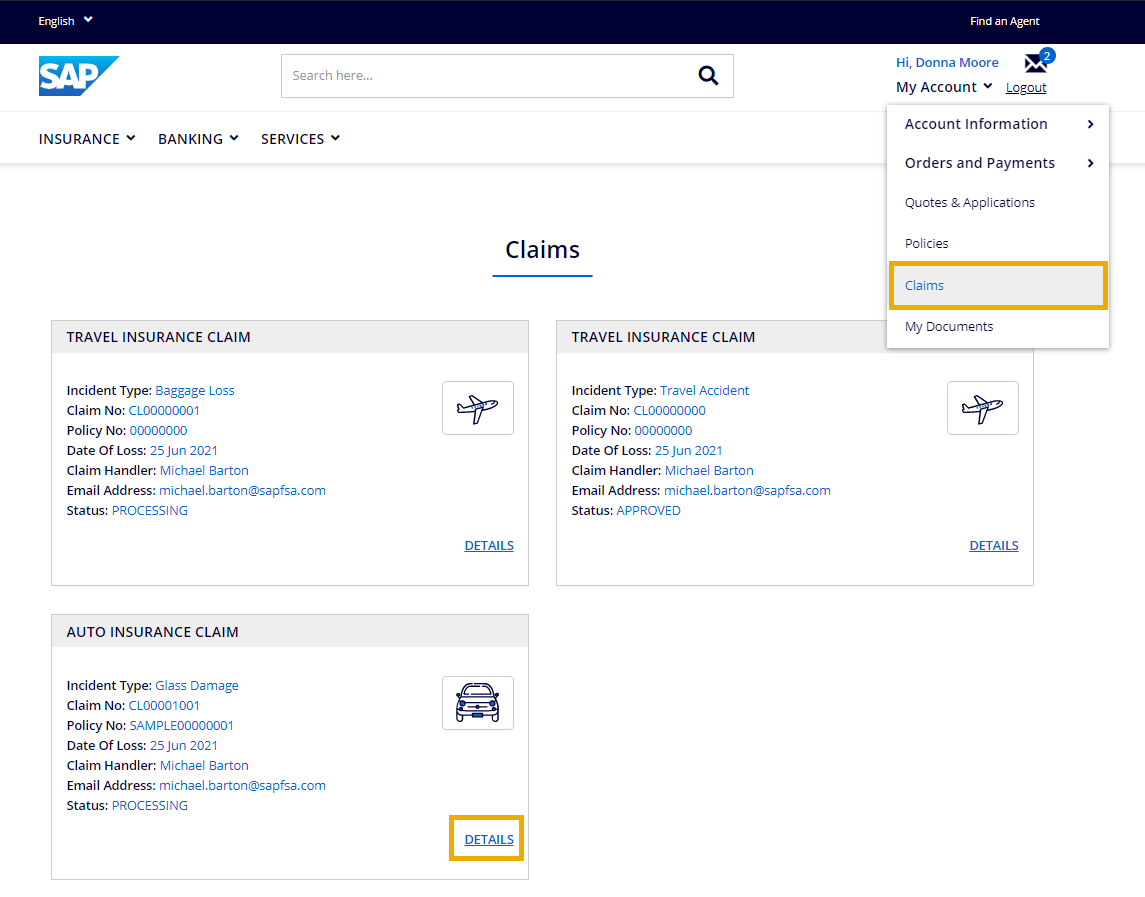 English
Find an Agent
SAP
Search here...
Hi, Donna Moore
2
My Account
Logout
INSURANCE
BANKING
SERVICES
Account Information
Orders and Payments
Quotes & Applications
Policies
Claims
My Documents
Claims
TRAVEL INSURANCE CLAIM
Incident Type: Baggage Loss
Claim No: CL00000001
Policy No: 00000000
Date Of Loss: 25 Jun 2021
Claim Handler: Michael Barton
Email Address: michael.barton@sapfsa.com
Status: PROCESSING
DETAILS
TRAVEL INSURANCE CLAIM
Incident Type: Travel Accident
Claim No: CL00000000
Policy No: 00000000
Date Of Loss: 25 Jun 2021
Claim Handler: Michael Barton
Email Address: michael.barton@sapfsa.com
Status: APPROVED
DETAILS
AUTO INSURANCE CLAIM
Incident Type: Glass Damage
Claim No: CL00001001
Policy No: SAMPLE00000001
Date Of Loss: 25 Jun 2021
Claim Handler: Michael Barton
Email Address: michael.barton@sapfsa.com
Status: PROCESSING
DETAILS